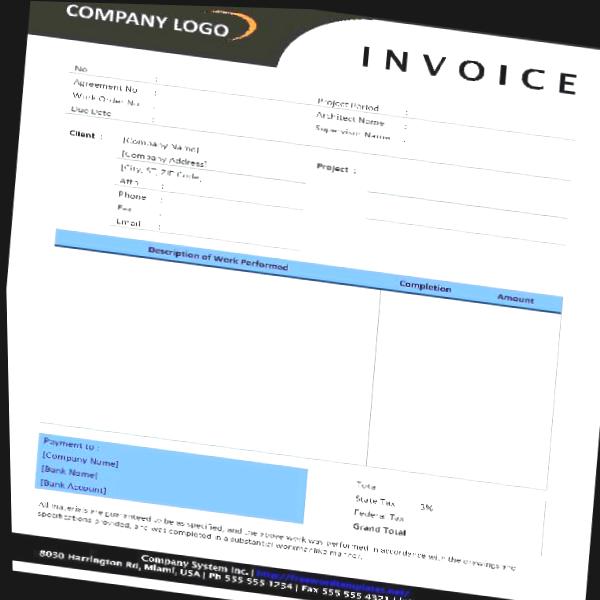 COMPANY LOGO
INVOICE
No :
Agreement No :
Work Order No :
Due Date :
Project Period :
Architect Name :
Supervisor Name :
Client :
[Company Name]
[Company Address]
[City, ST, ZIP Code]
Attn :
Phone :
Fax :
Email :
Project :
Description of Work Performed
Completion
Amount
Payment to :
[Company Name]
[Bank Name]
[Bank Account]
Total
State Tax 3%
Federal Tax
Grand Total
All materials are guaranteed to be as specified, and the above work was performed in accordance with the drawings and
specifications provided, and was completed in a substantial workmanlike manner.
Company System Inc. | http://freewordtemplates.net/
8030 Harrington Rd, Miami, USA | Ph 555 555 1234 | Fax 555 555 4321 |